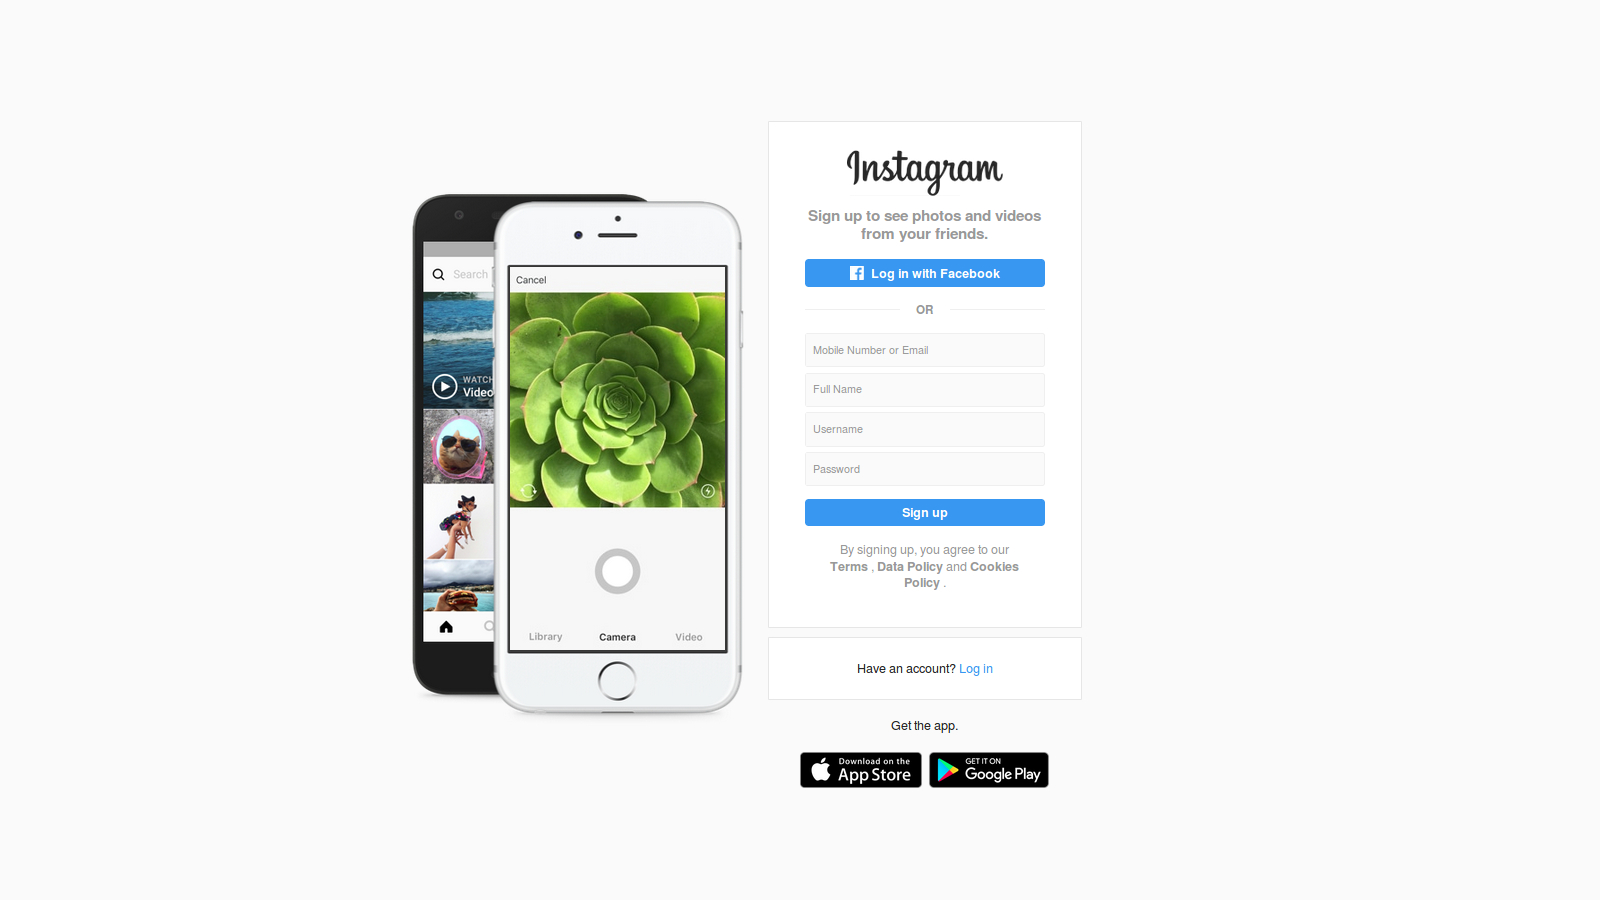 Search
WATCH
Video
Cancel
Library
Camera
Video
Instagram
Sign up to see photos and videos
from your friends.
Log in with Facebook
OR
Mobile Number or Email
Full Name
Username
Password
Sign up
By signing up, you agree to our
Terms , Data Policy and Cookies
Policy .
Have an account? Log in
Get the app.
Download on the
App Store
GET IT ON
Google Play